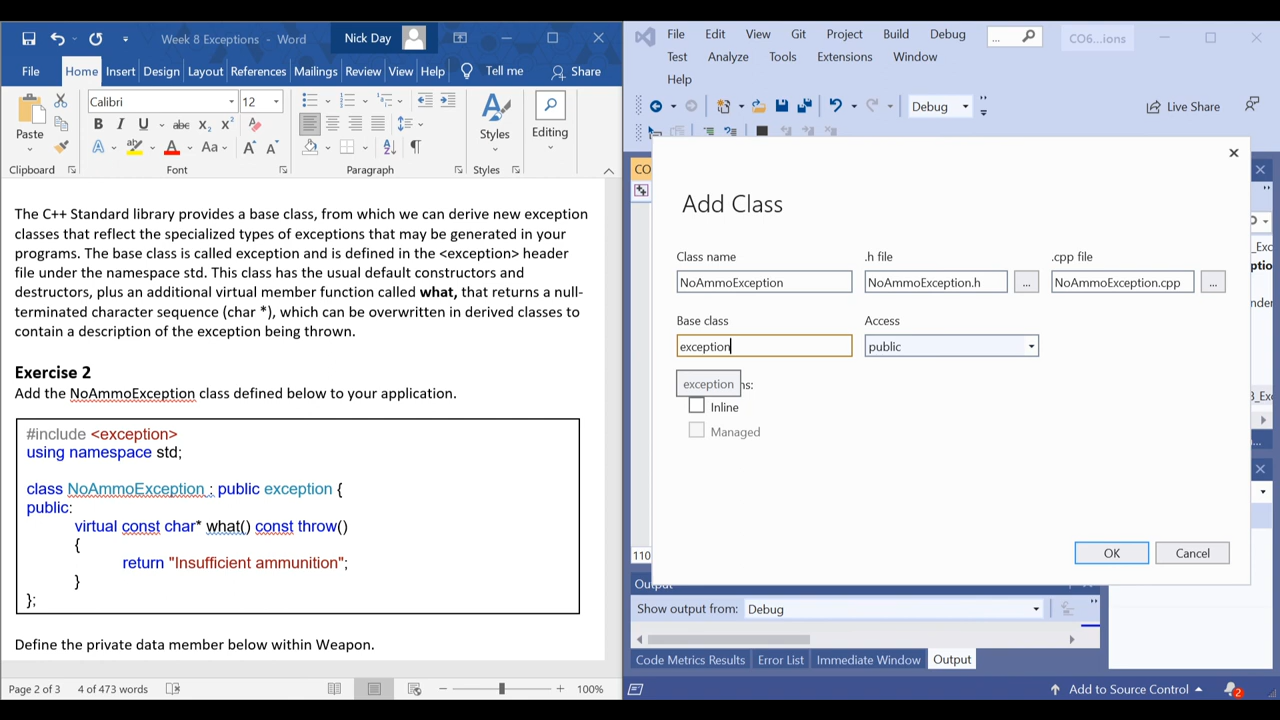 Week 8 Exceptions - Word
Nick Day
File Home Insert Design Layout References Mailings Review View Help Tell me Share
Calibri 12
Paste
Styles
Editing
Clipboard Font Paragraph Styles
The C++ Standard library provides a base class, from which we can derive new exception
classes that reflect the specialized types of exceptions that may be generated in your
programs. The base class is called exception and is defined in the <exception> header
file under the namespace std. This class has the usual default constructors and
destructors, plus an additional virtual member function called what, that returns a null-
terminated character sequence (char *), which can be overwritten in derived classes to
contain a description of the exception being thrown.
Exercise 2
Add the NoAmmoException class defined below to your application.
#include <exception>
using namespace std;
class NoAmmoException : public exception {
public:
virtual const char* what() const throw()
{
return "Insufficient ammunition";
}
};
Define the private data member below within Weapon.
Page 2 of 3 4 of 473 words 100%
File Edit View Git Project Build Debug ... CO6...ions
Test Analyze Tools Extensions Window
Help
Debug Live Share
CO
Add Class
Class name .h file .cpp file
NoAmmoException NoAmmoException.h ... NoAmmoException.cpp ...
Base class Access
exception public
exception ns:
Inline
Managed
OK Cancel
110
Output
Show output from: Debug
Code Metrics Results Error List Immediate Window Output
Add to Source Control 2